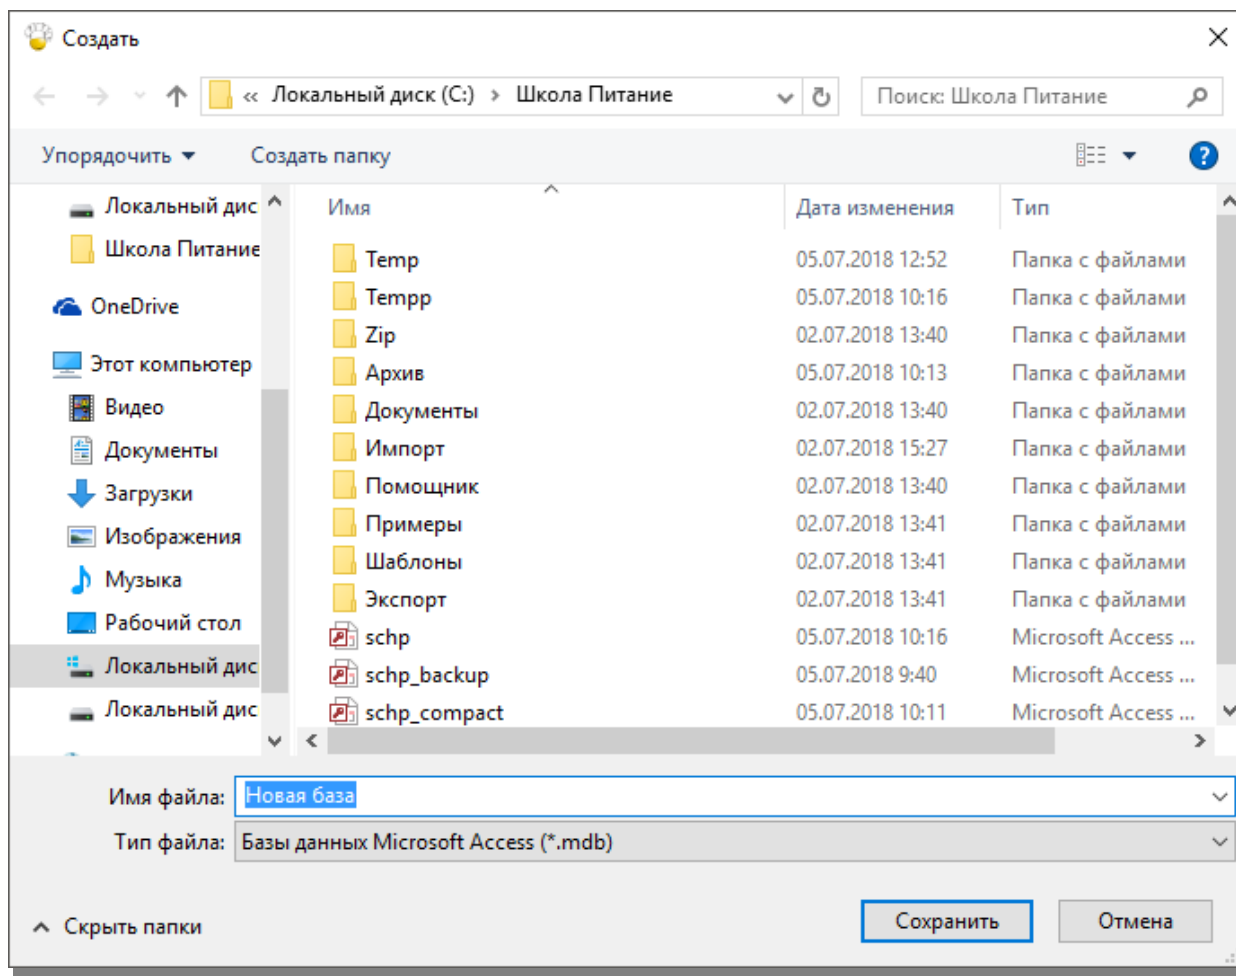 Создать
« Локальный диск (C:) › Школа Питание
Поиск: Школа Питание
Упорядочить
Создать папку
Локальный дис
Школа Питание
OneDrive
Этот компьютер
Видео
Документы
Загрузки
Изображения
Музыка
Рабочий стол
Локальный дис
Локальный дис
Имя Дата изменения Тип
Temp 05.07.2018 12:52 Папка с файлами
Tempp 05.07.2018 10:16 Папка с файлами
Zip 02.07.2018 13:40 Папка с файлами
Архив 05.07.2018 10:13 Папка с файлами
Документы 02.07.2018 13:40 Папка с файлами
Импорт 02.07.2018 15:27 Папка с файлами
Помощник 02.07.2018 13:40 Папка с файлами
Примеры 02.07.2018 13:41 Папка с файлами
Шаблоны 02.07.2018 13:41 Папка с файлами
Экспорт 02.07.2018 13:41 Папка с файлами
schp 05.07.2018 10:16 Microsoft Access ...
schp_backup 05.07.2018 9:40 Microsoft Access ...
schp_compact 05.07.2018 10:11 Microsoft Access ...
Имя файла: Новая база
Тип файла: Базы данных Microsoft Access (*.mdb)
Скрыть папки
Сохранить
Отмена